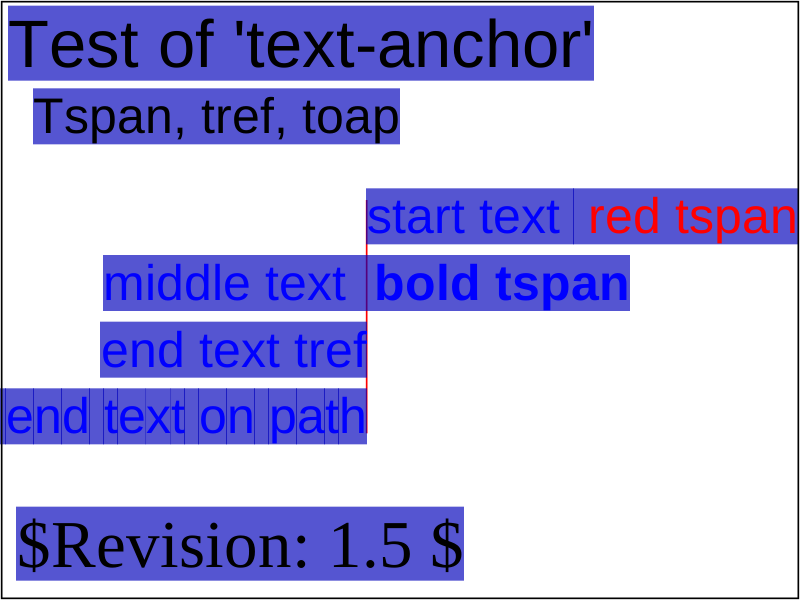 Test of 'text-anchor'
Tspan, tref, toap
start text red tspan
middle text bold tspan
end text tref
end text on path
$Revision: 1.5 $